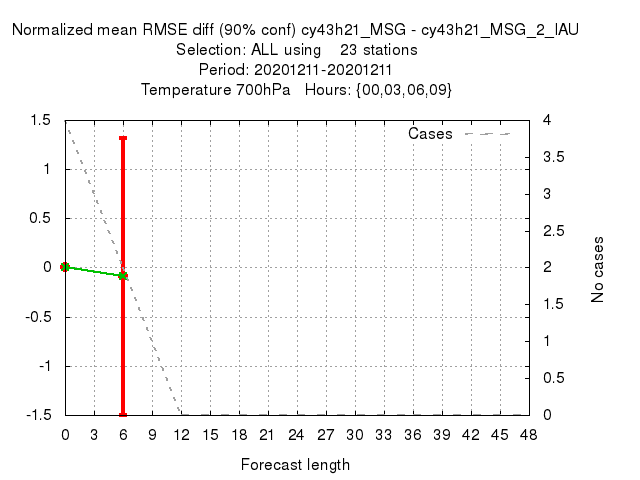 Normalized mean RMSE diff (90% conf) cy43h21_MSG - cy43h21_MSG_2_IAU
Selection: ALL using    23 stations
Period: 20201211-20201211
Temperature 700hPa   Hours: {00,03,06,09}
Cases
1.5
1
0.5
0
-0.5
-1
-1.5
4
3.5
3
2.5
2
1.5
1
0.5
0
No cases
0 3 6 9 12 15 18 21 24 27 30 33 36 39 42 45 48
Forecast length